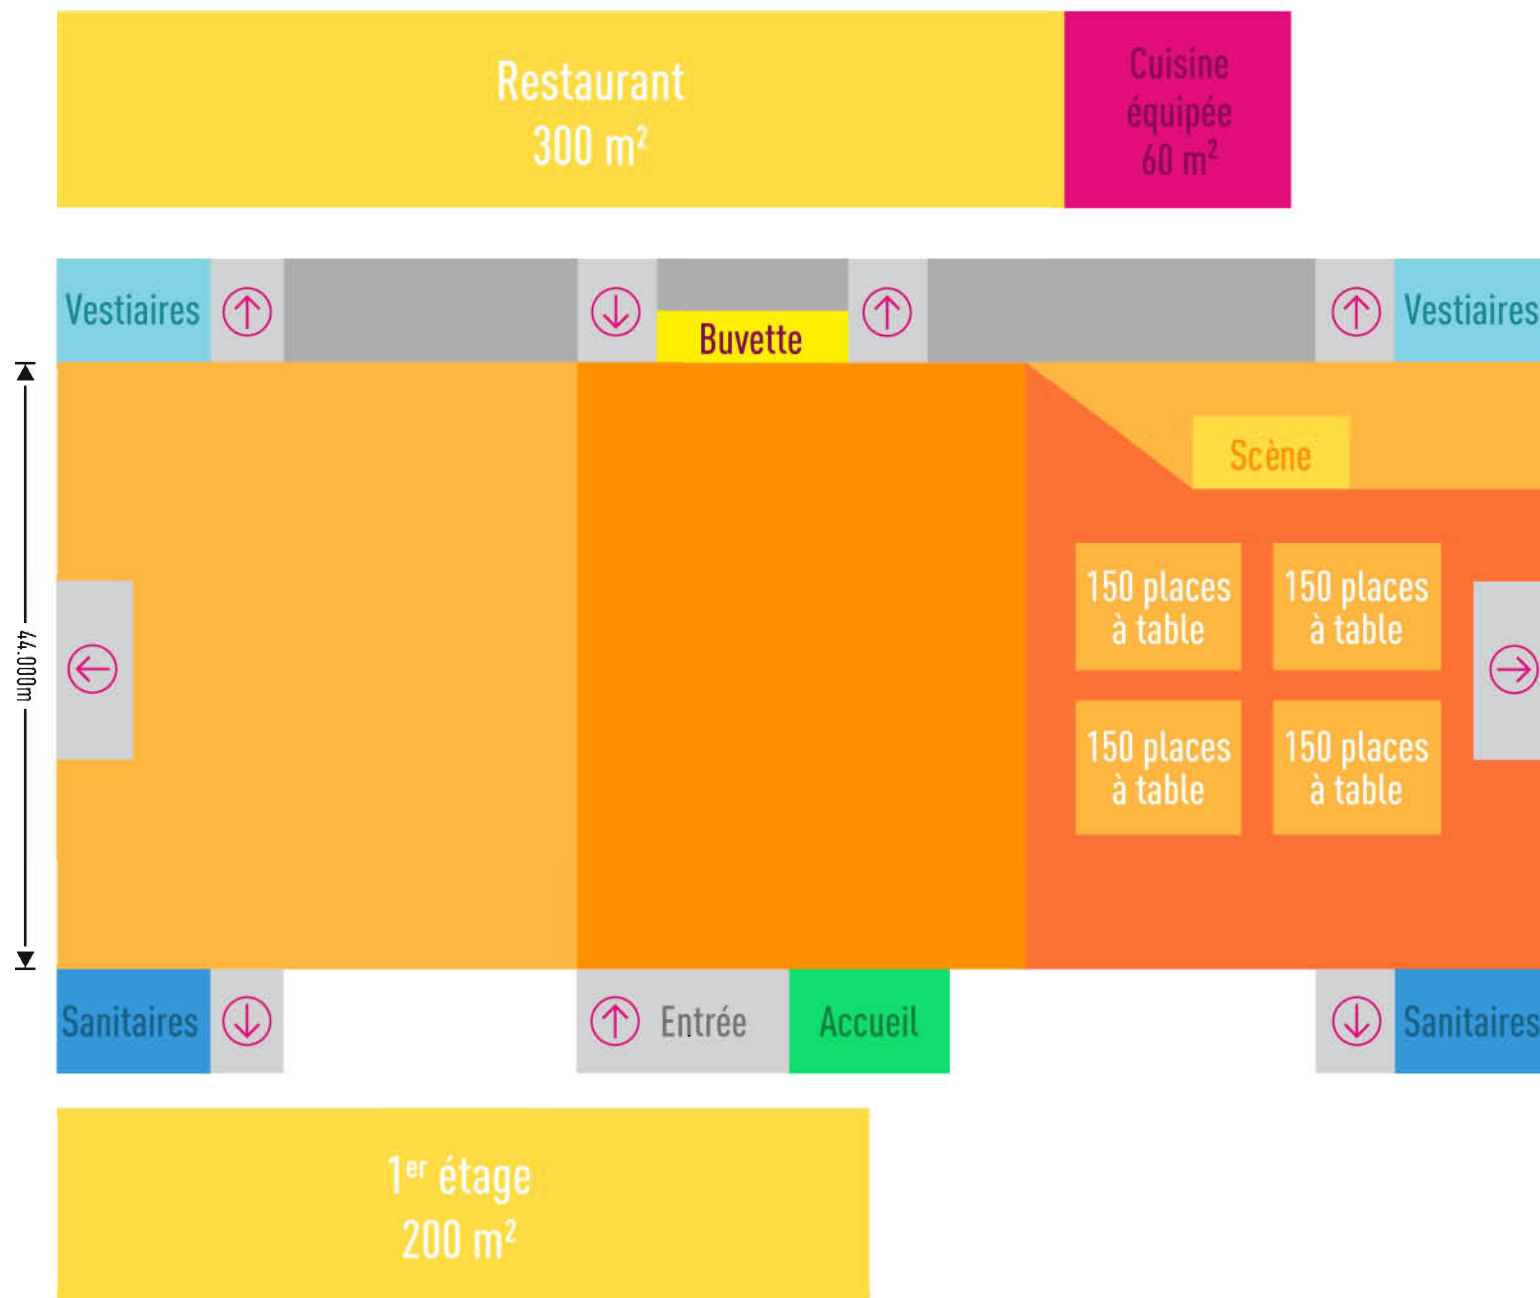 Restaurant
300 m²
Cuisine
équipée
60 m²
Vestiaires
Buvette
Vestiaires
Scène
44.000m
150 places
à table
150 places
à table
150 places
à table
150 places
à table
Sanitaires
Entrée
Accueil
Sanitaires
1er étage
200 m²